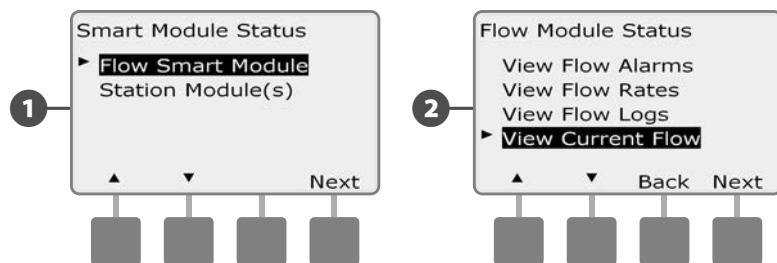 Smart Module Status
► Flow Smart Module
Station Module(s)
1
▲ ▼ Next
Flow Module Status
View Flow Alarms
View Flow Rates
View Flow Logs
► View Current Flow
2
▲ ▼ Back Next